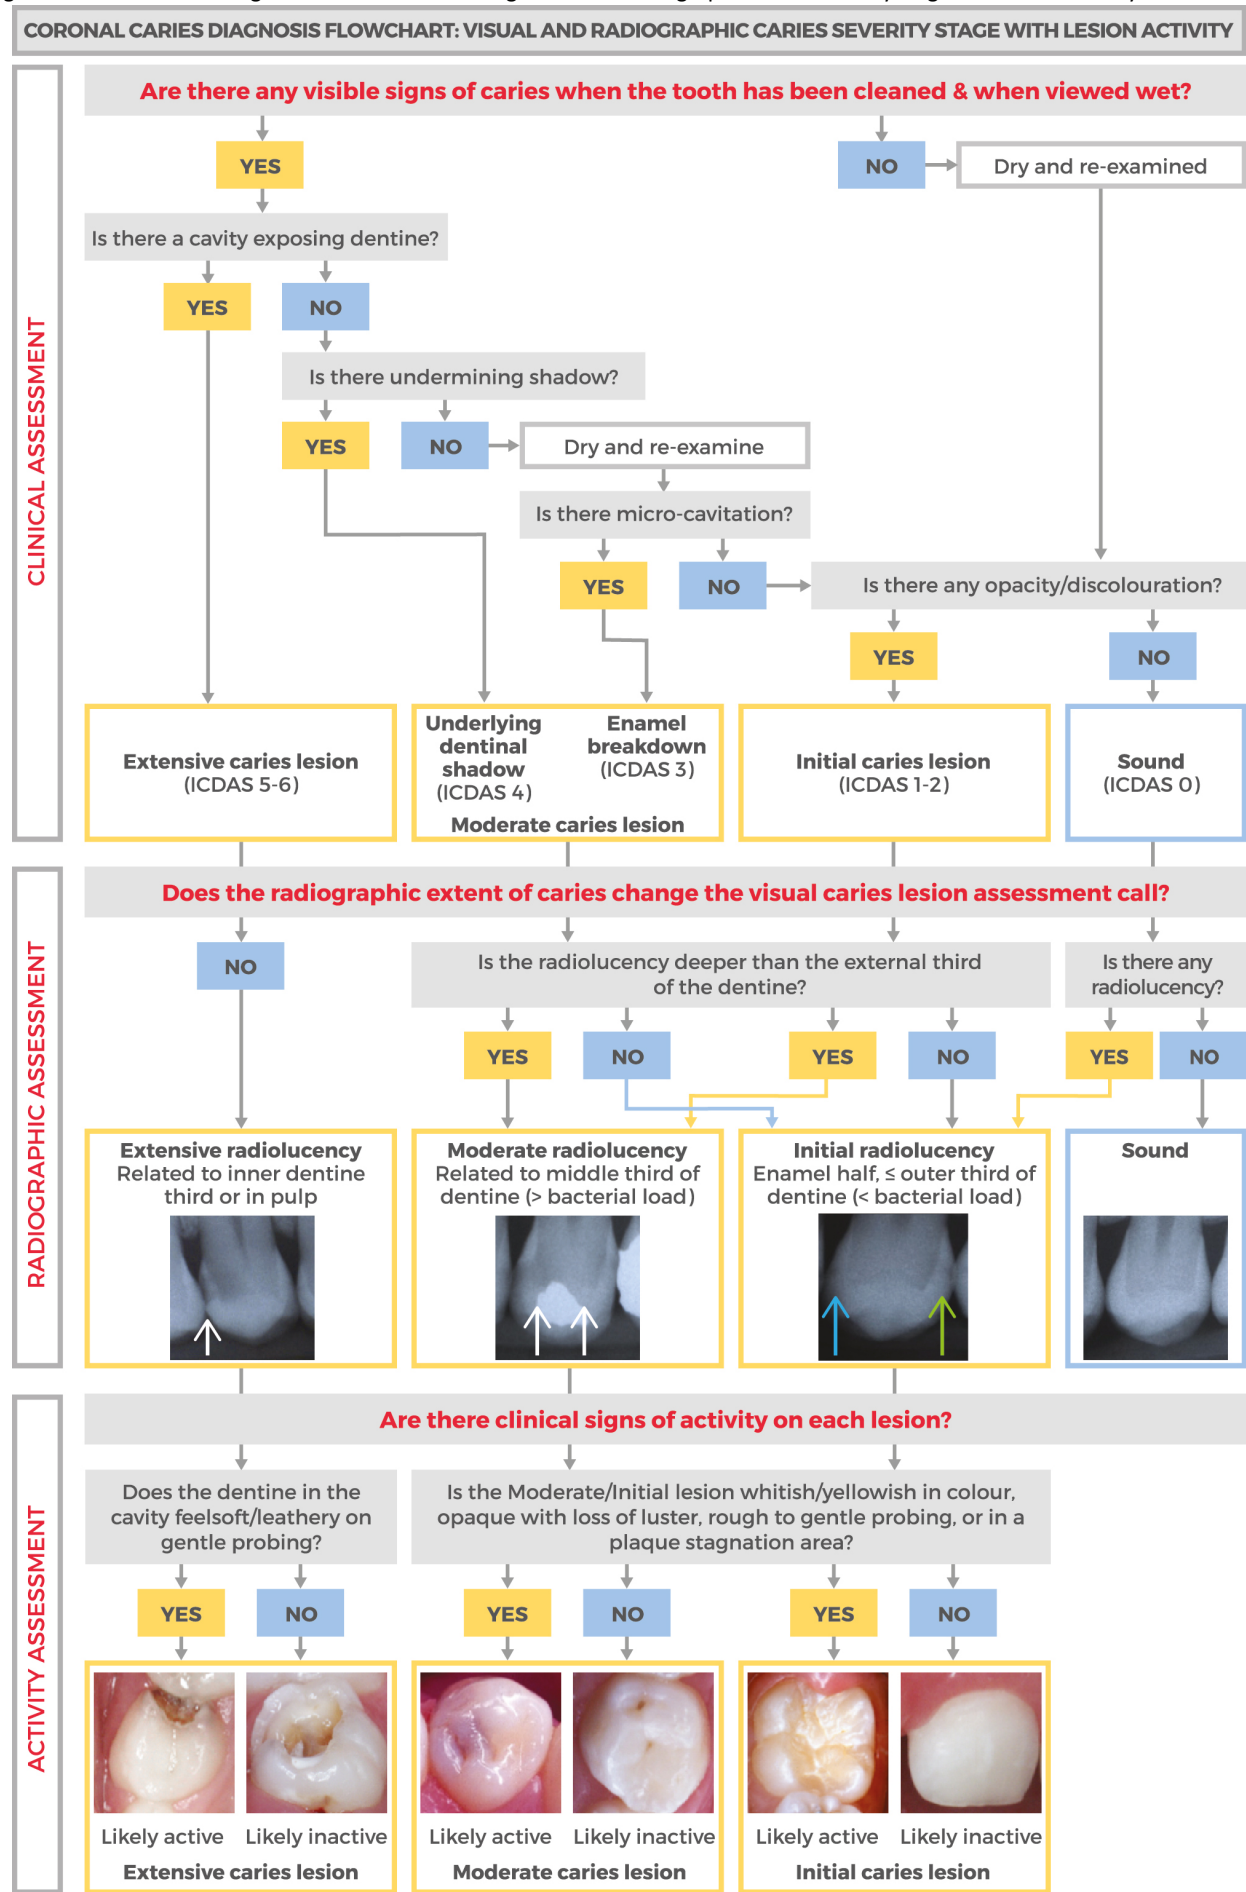 CORONAL CARIES DIAGNOSIS FLOWCHART: VISUAL AND RADIOGRAPHIC CARIES SEVERITY STAGE WITH LESION ACTIVITY
CLINICAL ASSESSMENT
Are there any visible signs of caries when the tooth has been cleaned & when viewed wet?
YES
NO
Dry and re-examined
Is there a cavity exposing dentine?
YES
NO
Is there undermining shadow?
YES
NO
Dry and re-examine
Is there micro-cavitation?
YES
NO
Is there any opacity/discolouration?
YES
NO
Extensive caries lesion
(ICDAS 5-6)
Underlying
dentinal
shadow
(ICDAS 4)
Enamel
breakdown
(ICDAS 3)
Moderate caries lesion
Initial caries lesion
(ICDAS 1-2)
Sound
(ICDAS 0)
RADIOGRAPHIC ASSESSMENT
Does the radiographic extent of caries change the visual caries lesion assessment call?
NO
Is the radiolucency deeper than the external third
of the dentine?
Is there any
radiolucency?
YES
NO
YES
NO
YES
NO
Extensive radiolucency
Related to inner dentine
third or in pulp
Moderate radiolucency
Related to middle third of
dentine (> bacterial load)
Initial radiolucency
Enamel half, ≤ outer third of
dentine (< bacterial load)
Sound
ACTIVITY ASSESSMENT
Are there clinical signs of activity on each lesion?
Does the dentine in the
cavity feelsoft/leathery on
gentle probing?
Is the Moderate/Initial lesion whitish/yellowish in colour,
opaque with loss of luster, rough to gentle probing, or in a
plaque stagnation area?
YES
NO
YES
NO
YES
NO
Likely active
Likely inactive
Extensive caries lesion
Likely active
Likely inactive
Moderate caries lesion
Likely active
Likely inactive
Initial caries lesion